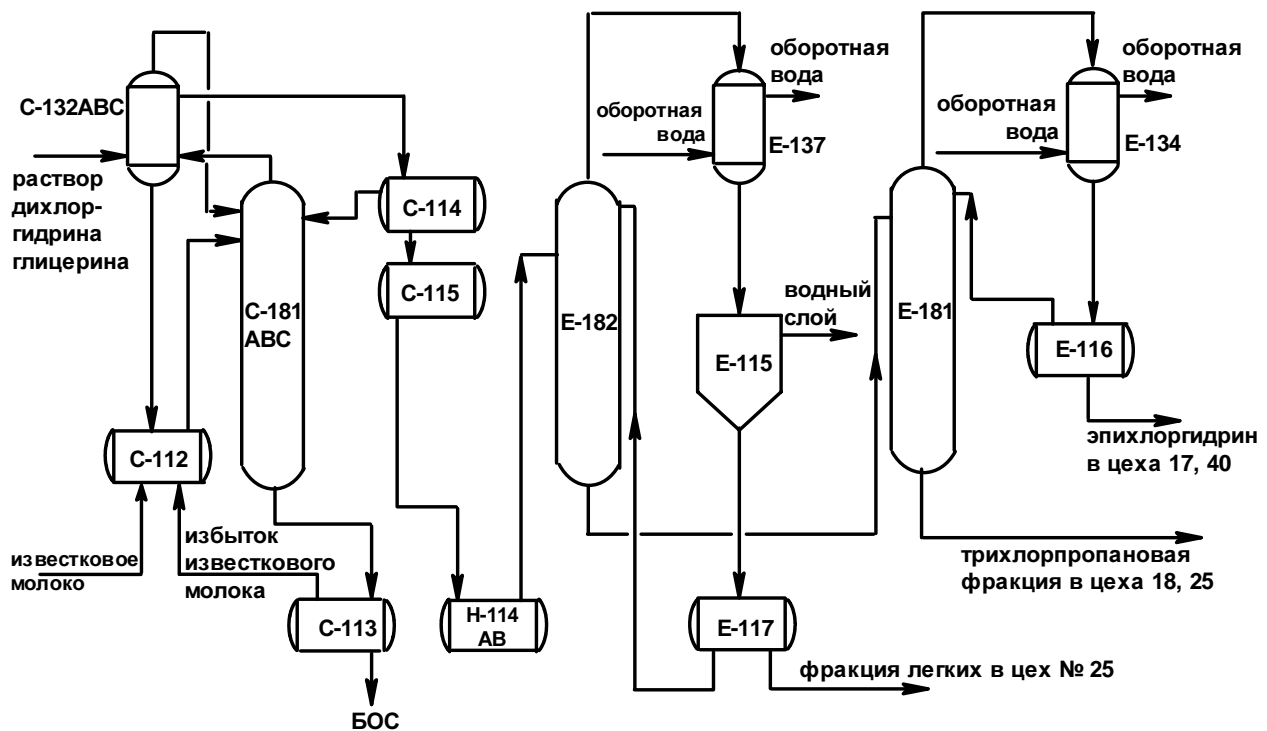 оборотная
вода
оборотная
вода
С-132АВС
оборотная
вода
Е-137
оборотная
вода
Е-134
раствор
дихлор-
гидрина
глицерина
С-114
С-115
С-181
АВС
Е-182
водный
слой
Е-115
Е-181
Е-116
эпихлоргидрин
в цеха 17, 40
С-112
известковое
молоко
избыток
известкового
молока
С-113
БОС
Н-114
АВ
Е-117
трихлорпропановая
фракция в цеха 18, 25
фракция легких в цех № 25